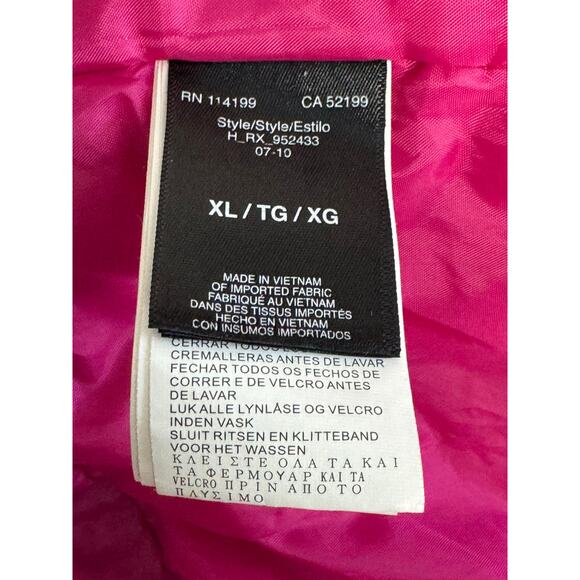 RN 114199 CA 52199
Style/Style/Estilo
H_RX_952433
07-10
XL / TG / XG
MADE IN VIETNAM
OF IMPORTED FABRIC
FABRIQUÉ AU VIETNAM
DANS DES TISSUS IMPORTÉS
HECHO EN VIETNAM
CON INSUMOS IMPORTADOS
CERRAR TODOS
CREMALLERAS ANTES DE LAVAR
FECHAR TODOS OS FECHOS DE
CORRER E DE VELCRO ANTES
DE LAVAR
LUK ALLE LYNLÅSE OG VELCRO
INDEN VASK
SLUIT RITSEN EN KLITTEBAND
VOOR HET WASSEN
ΚΛΕΙΣΤΕ ΟΛΑ ΤΑ ΚΑΙ
ΤΑ ΦΕΡΜΟΥΑΡ ΚΑΙ ΤΑ
VELCRO ΠΡΙΝ ΑΠΟ ΤΟ
ΠΛΥΣΙΜΟ